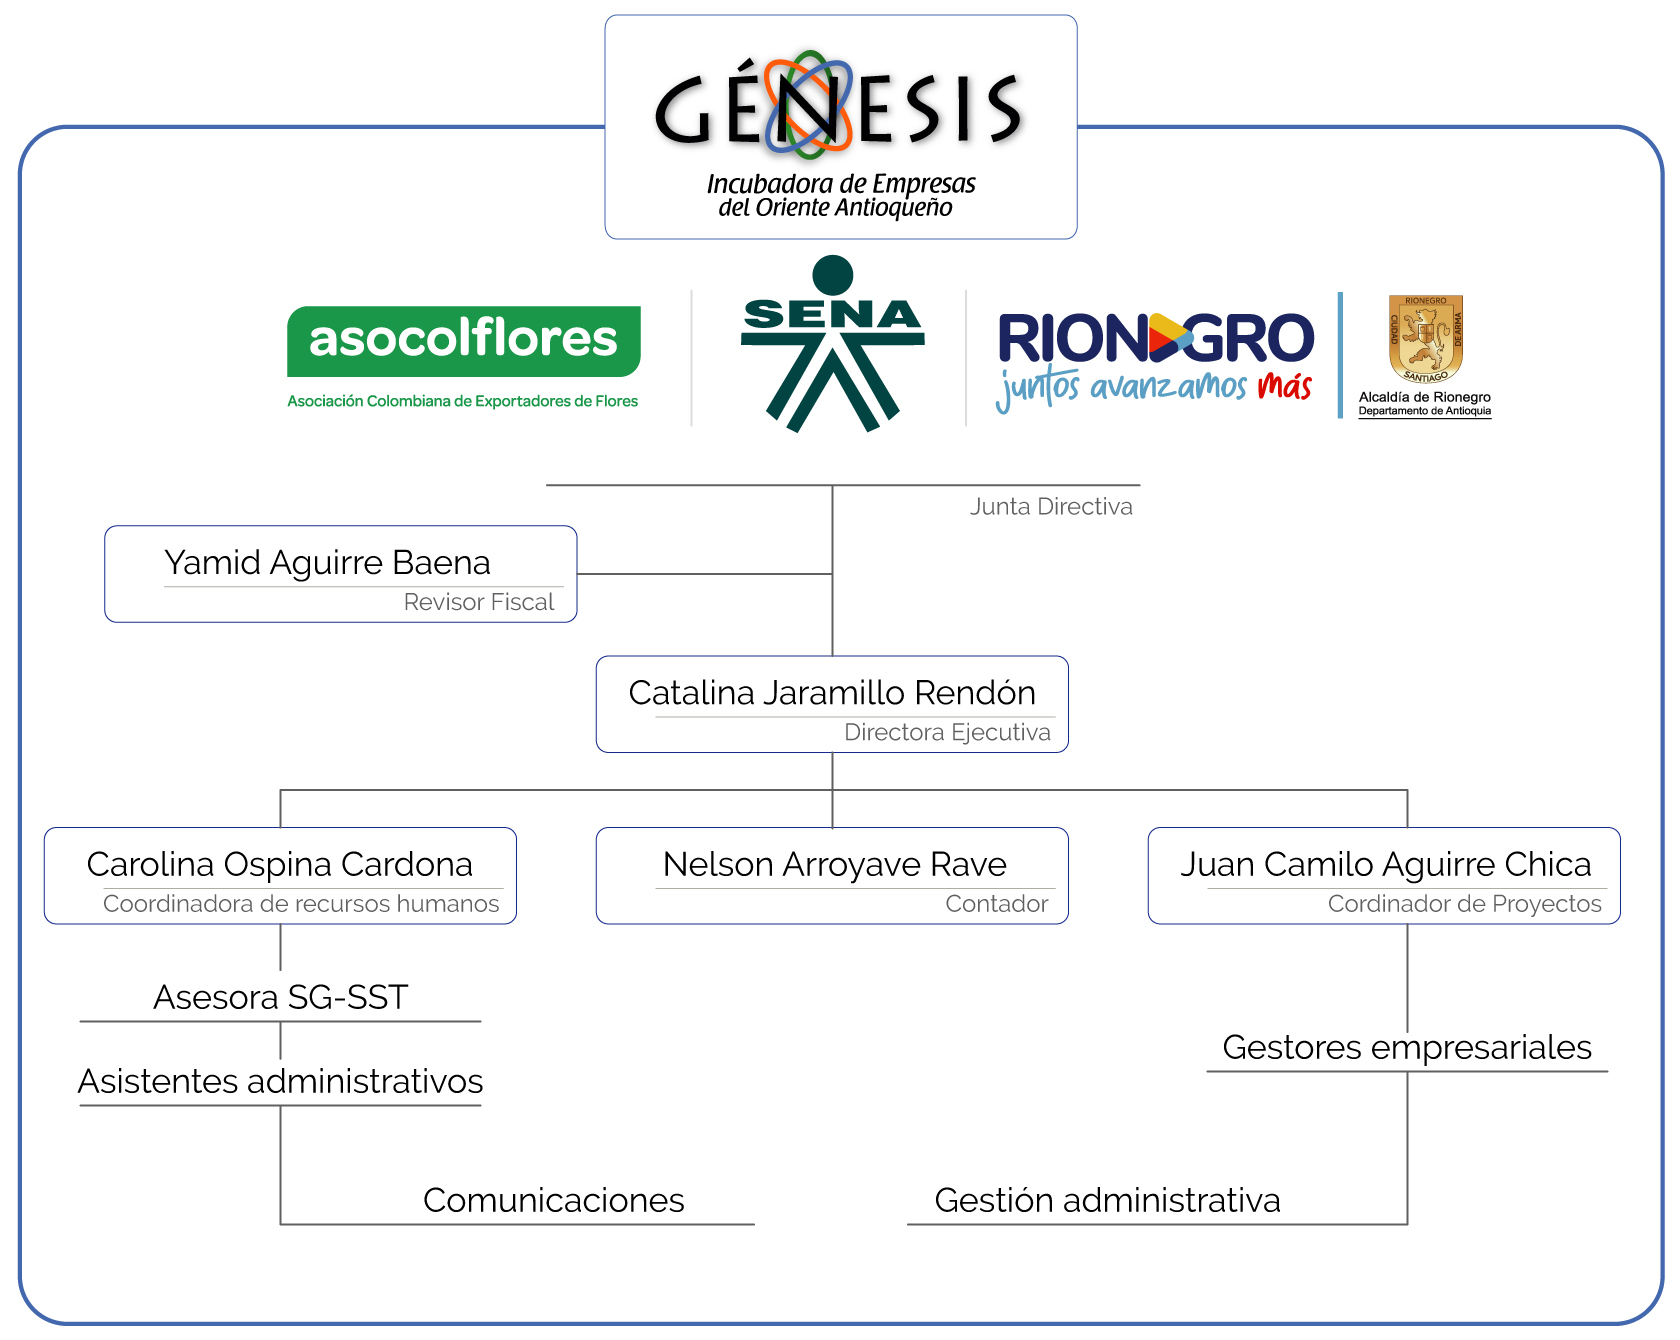 GÉNESIS
Incubadora de Empresas
del Oriente Antioqueño
asocolflores
Asociación Colombiana de Exportadores de Flores
SENA
RIONEGRO
juntos avanzamos más
RIONEGRO
CIUDAD
DE ARMA
SANTIAGO
Alcaldía de Rionegro
Departamento de Antioquia
Junta Directiva
Yamid Aguirre Baena
Revisor Fiscal
Catalina Jaramillo Rendón
Directora Ejecutiva
Carolina Ospina Cardona
Coordinadora de recursos humanos
Nelson Arroyave Rave
Contador
Juan Camilo Aguirre Chica
Cordinador de Proyectos
Asesora SG-SST
Asistentes administrativos
Gestores empresariales
Comunicaciones
Gestión administrativa